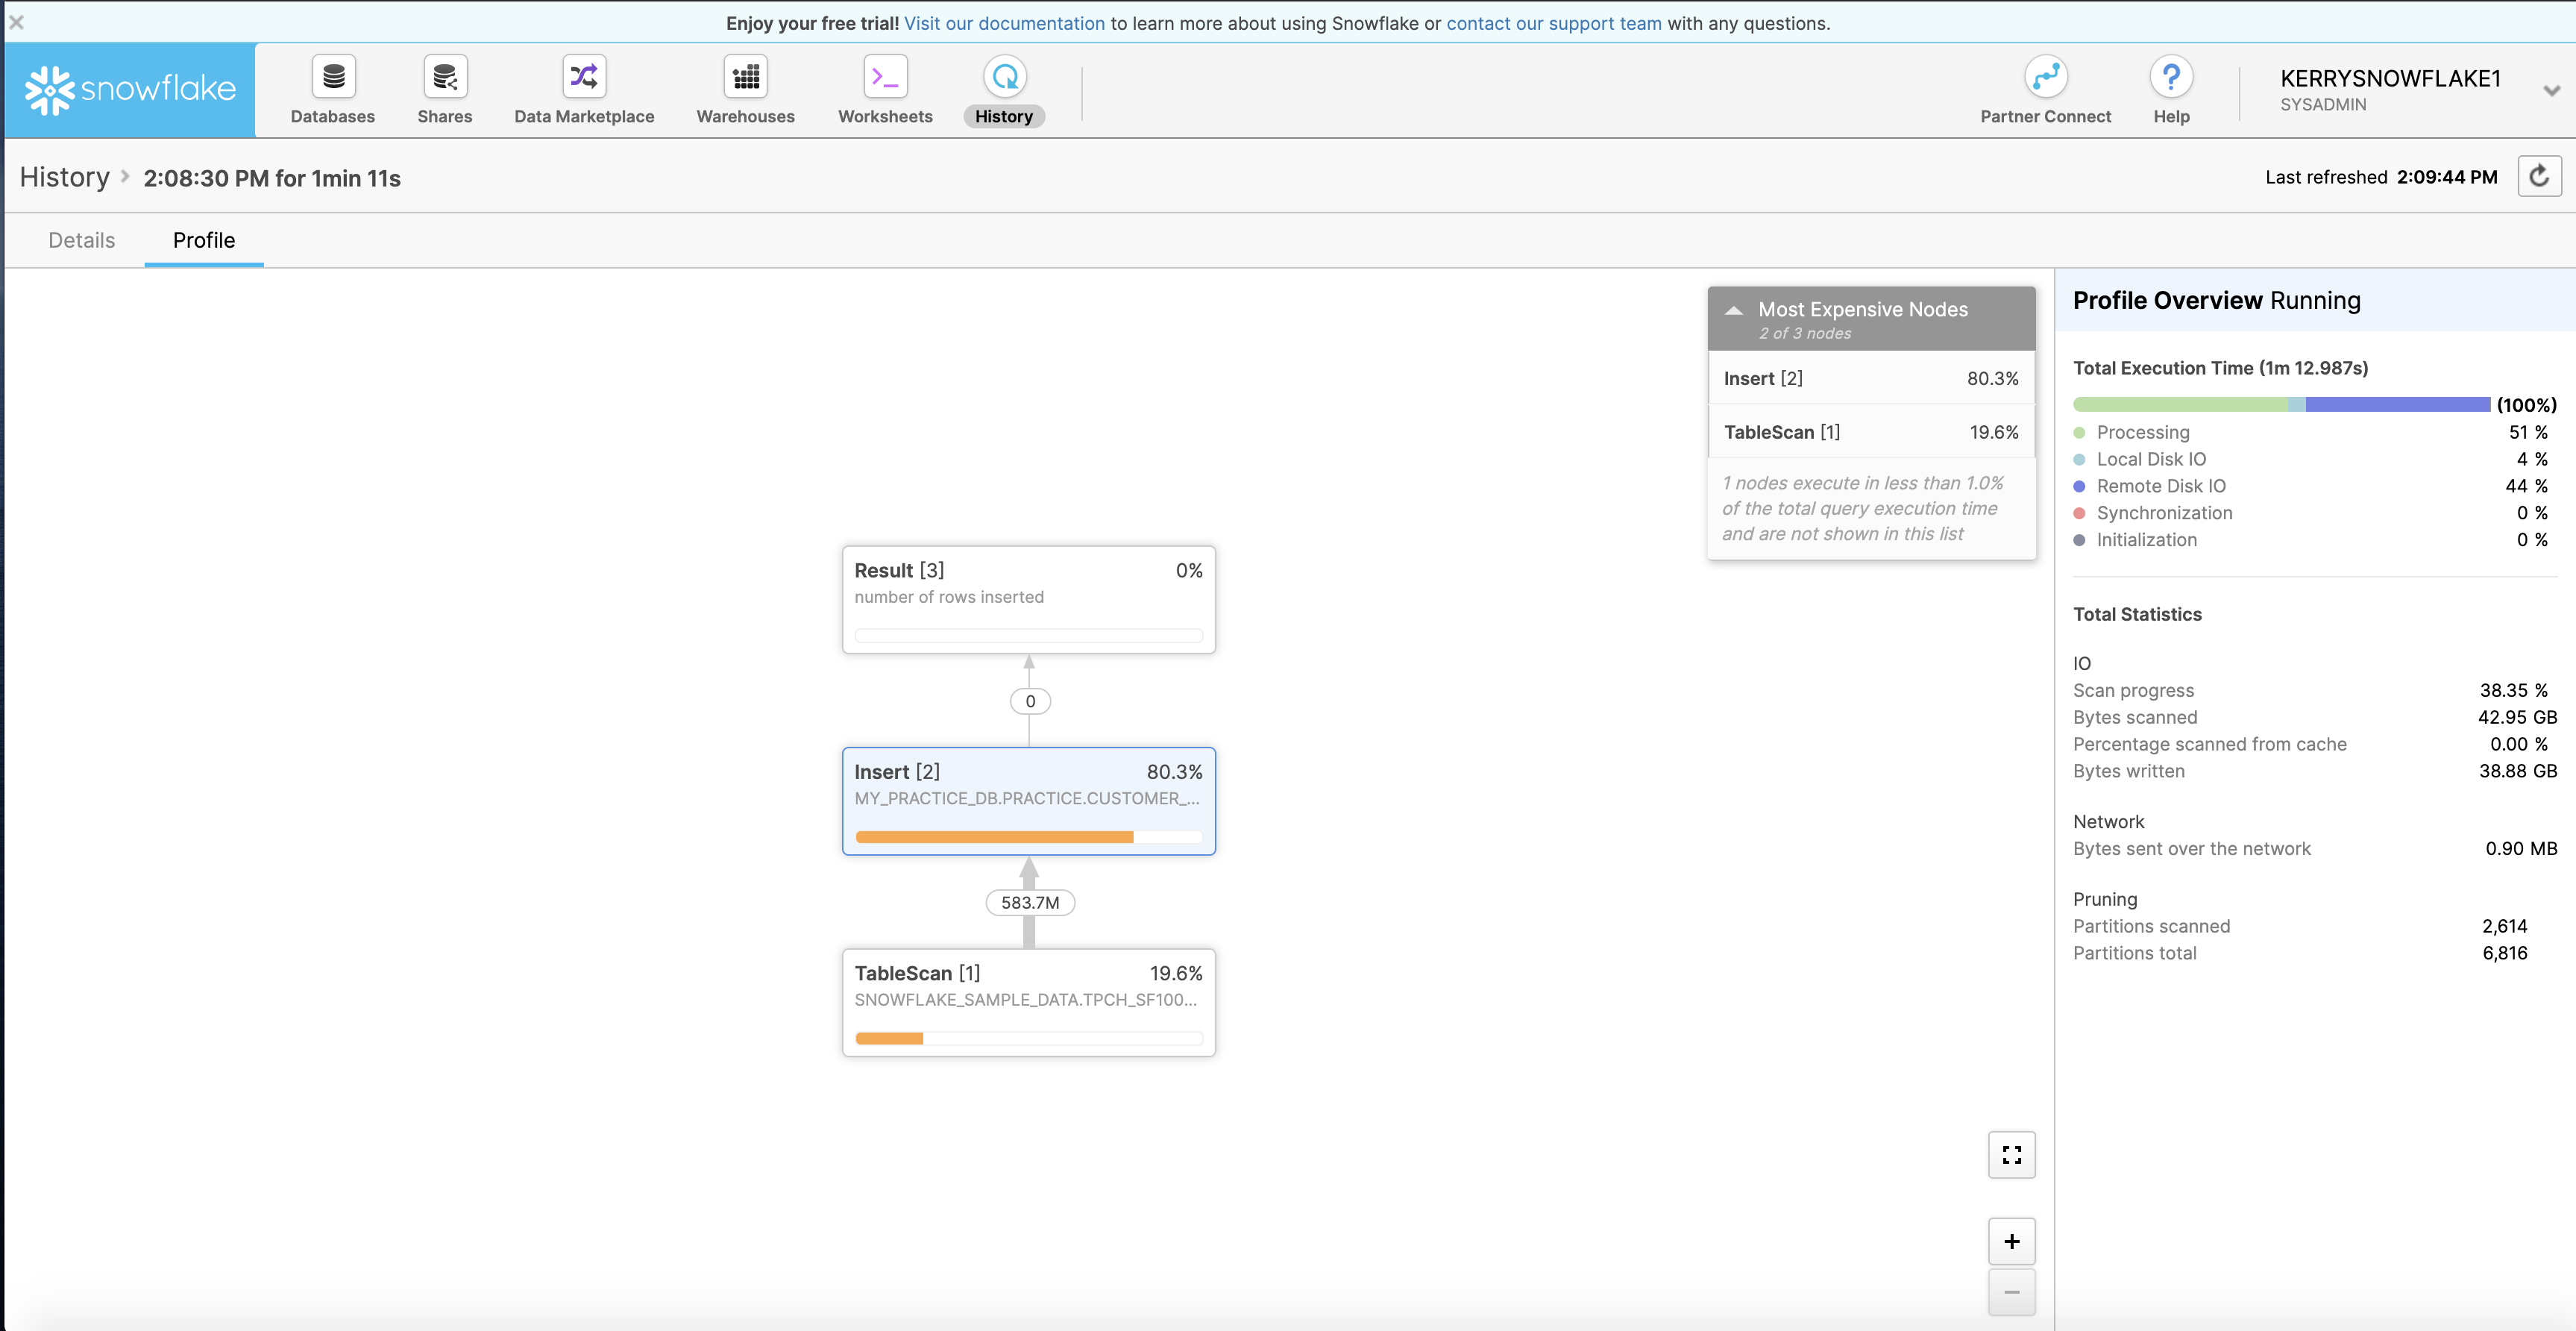 Enjoy your free trial! Visit our documentation to learn more about using Snowflake or contact our support team with any questions.
snowflake
Databases
Shares
Data Marketplace
Warehouses
Worksheets
History
Partner Connect
Help
KERRYSNOWFLAKE1
SYSADMIN
History > 2:08:30 PM for 1min 11s
Last refreshed 2:09:44 PM
Details
Profile
Most Expensive Nodes
2 of 3 nodes
Insert [2] 80.3%
TableScan [1] 19.6%
1 nodes execute in less than 1.0%
of the total query execution time
and are not shown in this list
Result [3] 0%
number of rows inserted
0
Insert [2] 80.3%
MY_PRACTICE_DB.PRACTICE.CUSTOMER_...
583.7M
TableScan [1] 19.6%
SNOWFLAKE_SAMPLE_DATA.TPCH_SF100...
Profile Overview Running
Total Execution Time (1m 12.987s)
(100%)
Processing 51 %
Local Disk IO 4 %
Remote Disk IO 44 %
Synchronization 0 %
Initialization 0 %
Total Statistics
IO
Scan progress 38.35 %
Bytes scanned 42.95 GB
Percentage scanned from cache 0.00 %
Bytes written 38.88 GB
Network
Bytes sent over the network 0.90 MB
Pruning
Partitions scanned 2,614
Partitions total 6,816